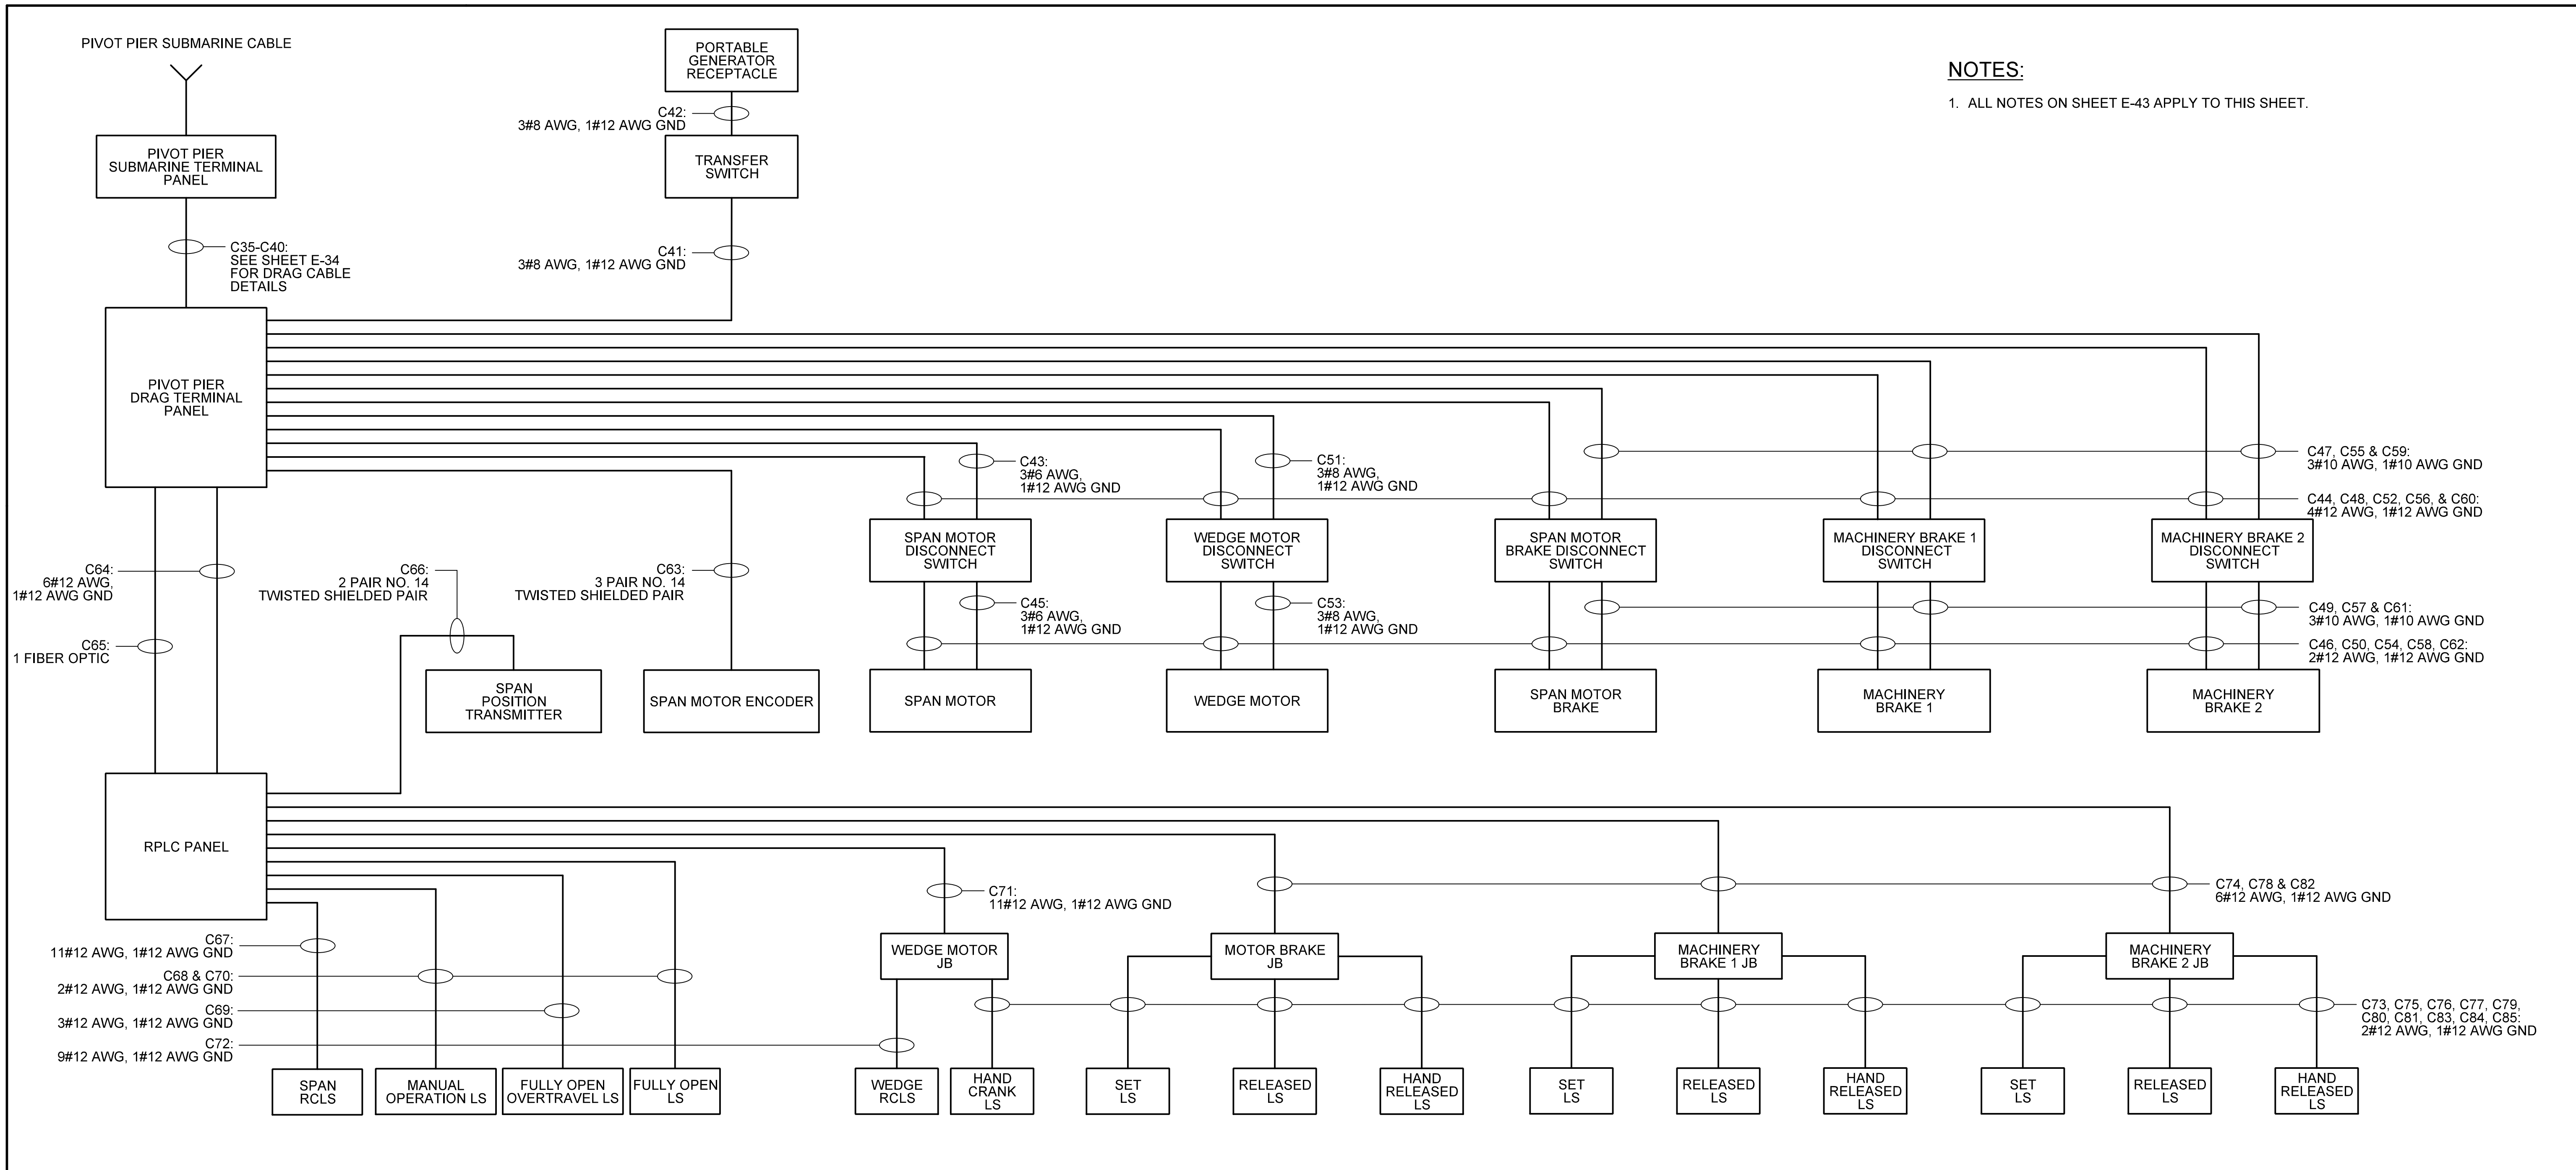 PIVOT PIER SUBMARINE CABLE
PORTABLE
GENERATOR
RECEPTACLE
NOTES:
1. ALL NOTES ON SHEET E-43 APPLY TO THIS SHEET.
C42:
3#8 AWG, 1#12 AWG GND
PIVOT PIER
SUBMARINE TERMINAL
PANEL
TRANSFER
SWITCH
C35-C40:
SEE SHEET E-34
FOR DRAG CABLE
DETAILS
C41:
3#8 AWG, 1#12 AWG GND
PIVOT PIER
DRAG TERMINAL
PANEL
C43:
3#6 AWG,
1#12 AWG GND
C51:
3#8 AWG,
1#12 AWG GND
C47, C55 & C59:
3#10 AWG, 1#10 AWG GND
C44, C48, C52, C56, & C60:
4#12 AWG, 1#12 AWG GND
SPAN MOTOR
DISCONNECT
SWITCH
WEDGE MOTOR
DISCONNECT
SWITCH
SPAN MOTOR
BRAKE DISCONNECT
SWITCH
MACHINERY BRAKE 1
DISCONNECT
SWITCH
MACHINERY BRAKE 2
DISCONNECT
SWITCH
C64:
6#12 AWG,
1#12 AWG GND
C66:
2 PAIR NO. 14
TWISTED SHIELDED PAIR
C63:
3 PAIR NO. 14
TWISTED SHIELDED PAIR
C45:
3#6 AWG,
1#12 AWG GND
C53:
3#8 AWG,
1#12 AWG GND
C49, C57 & C61:
3#10 AWG, 1#10 AWG GND
C46, C50, C54, C58, C62:
2#12 AWG, 1#12 AWG GND
C65:
1 FIBER OPTIC
SPAN
POSITION
TRANSMITTER
SPAN MOTOR ENCODER
SPAN MOTOR
WEDGE MOTOR
SPAN MOTOR
BRAKE
MACHINERY
BRAKE 1
MACHINERY
BRAKE 2
RPLC PANEL
C71:
11#12 AWG, 1#12 AWG GND
C74, C78 & C82
6#12 AWG, 1#12 AWG GND
C67:
11#12 AWG, 1#12 AWG GND
C68 & C70:
2#12 AWG, 1#12 AWG GND
C69:
3#12 AWG, 1#12 AWG GND
C72:
9#12 AWG, 1#12 AWG GND
WEDGE MOTOR
JB
MOTOR BRAKE
JB
MACHINERY
BRAKE 1 JB
MACHINERY
BRAKE 2 JB
C73, C75, C76, C77, C79,
C80, C81, C83, C84, C85:
2#12 AWG, 1#12 AWG GND
SPAN
RCLS
MANUAL
OPERATION LS
FULLY OPEN
OVERTRAVEL LS
FULLY OPEN
LS
WEDGE
RCLS
HAND
CRANK
LS
SET
LS
RELEASED
LS
HAND
RELEASED
LS
SET
LS
RELEASED
LS
HAND
RELEASED
LS
SET
LS
RELEASED
LS
HAND
RELEASED
LS